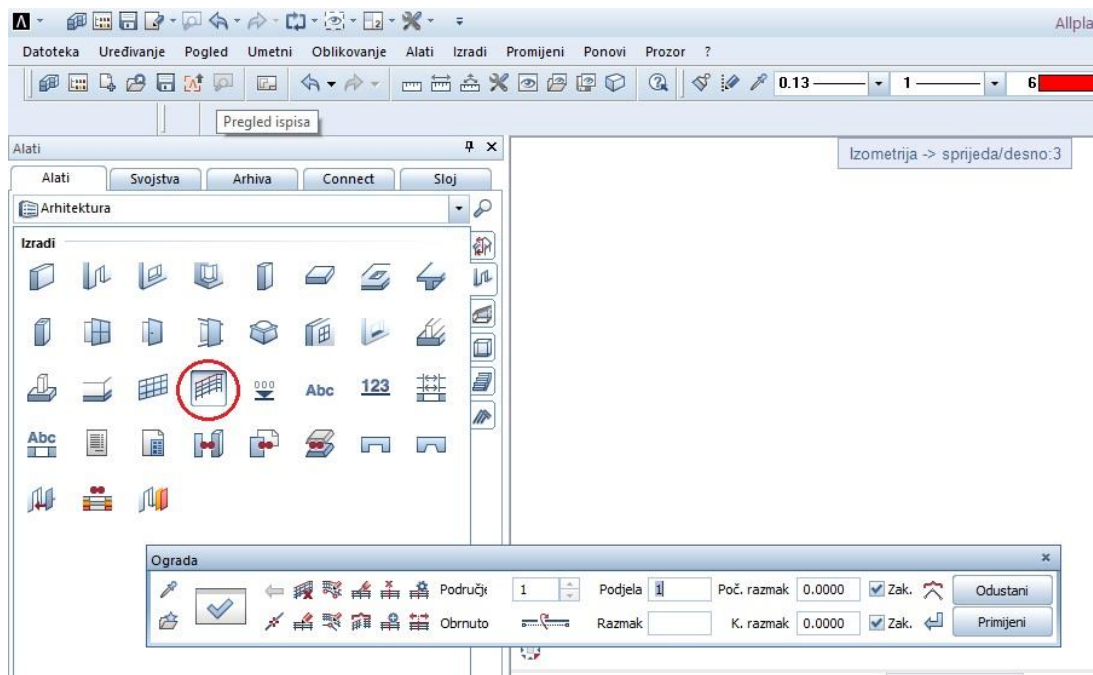 Allpla
Datoteka Uređivanje Pogled Umetni Oblikovanje Alati Izradi Promijeni Ponovi Prozor ?
0.13 1 6
Pregled ispisa
Alati
Izometrija -> sprijeda/desno:3
Alati Svojstva Arhiva Connect Sloj
Arhitektura
Izradi
Abc 123
Abc
Ograda
Područje 1 Podjela 1 Poč. razmak 0.0000 Zak. Odustani
Obrnuto Razmak K. razmak 0.0000 Zak. Primijeni